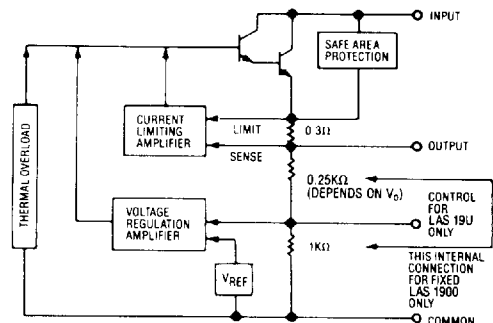 INPUT
SAFE AREA
PROTECTION
THERMAL OVERLOAD
CURRENT
LIMITING
AMPLIFIER
LIMIT
0.3Ω
SENSE
OUTPUT
0.25KΩ
(DEPENDS ON V₀)
VOLTAGE
REGULATION
AMPLIFIER
CONTROL
FOR
LAS 19U
ONLY
1KΩ
THIS INTERNAL
CONNECTION
FOR FIXED
LAS 1900
ONLY
VREF
COMMON